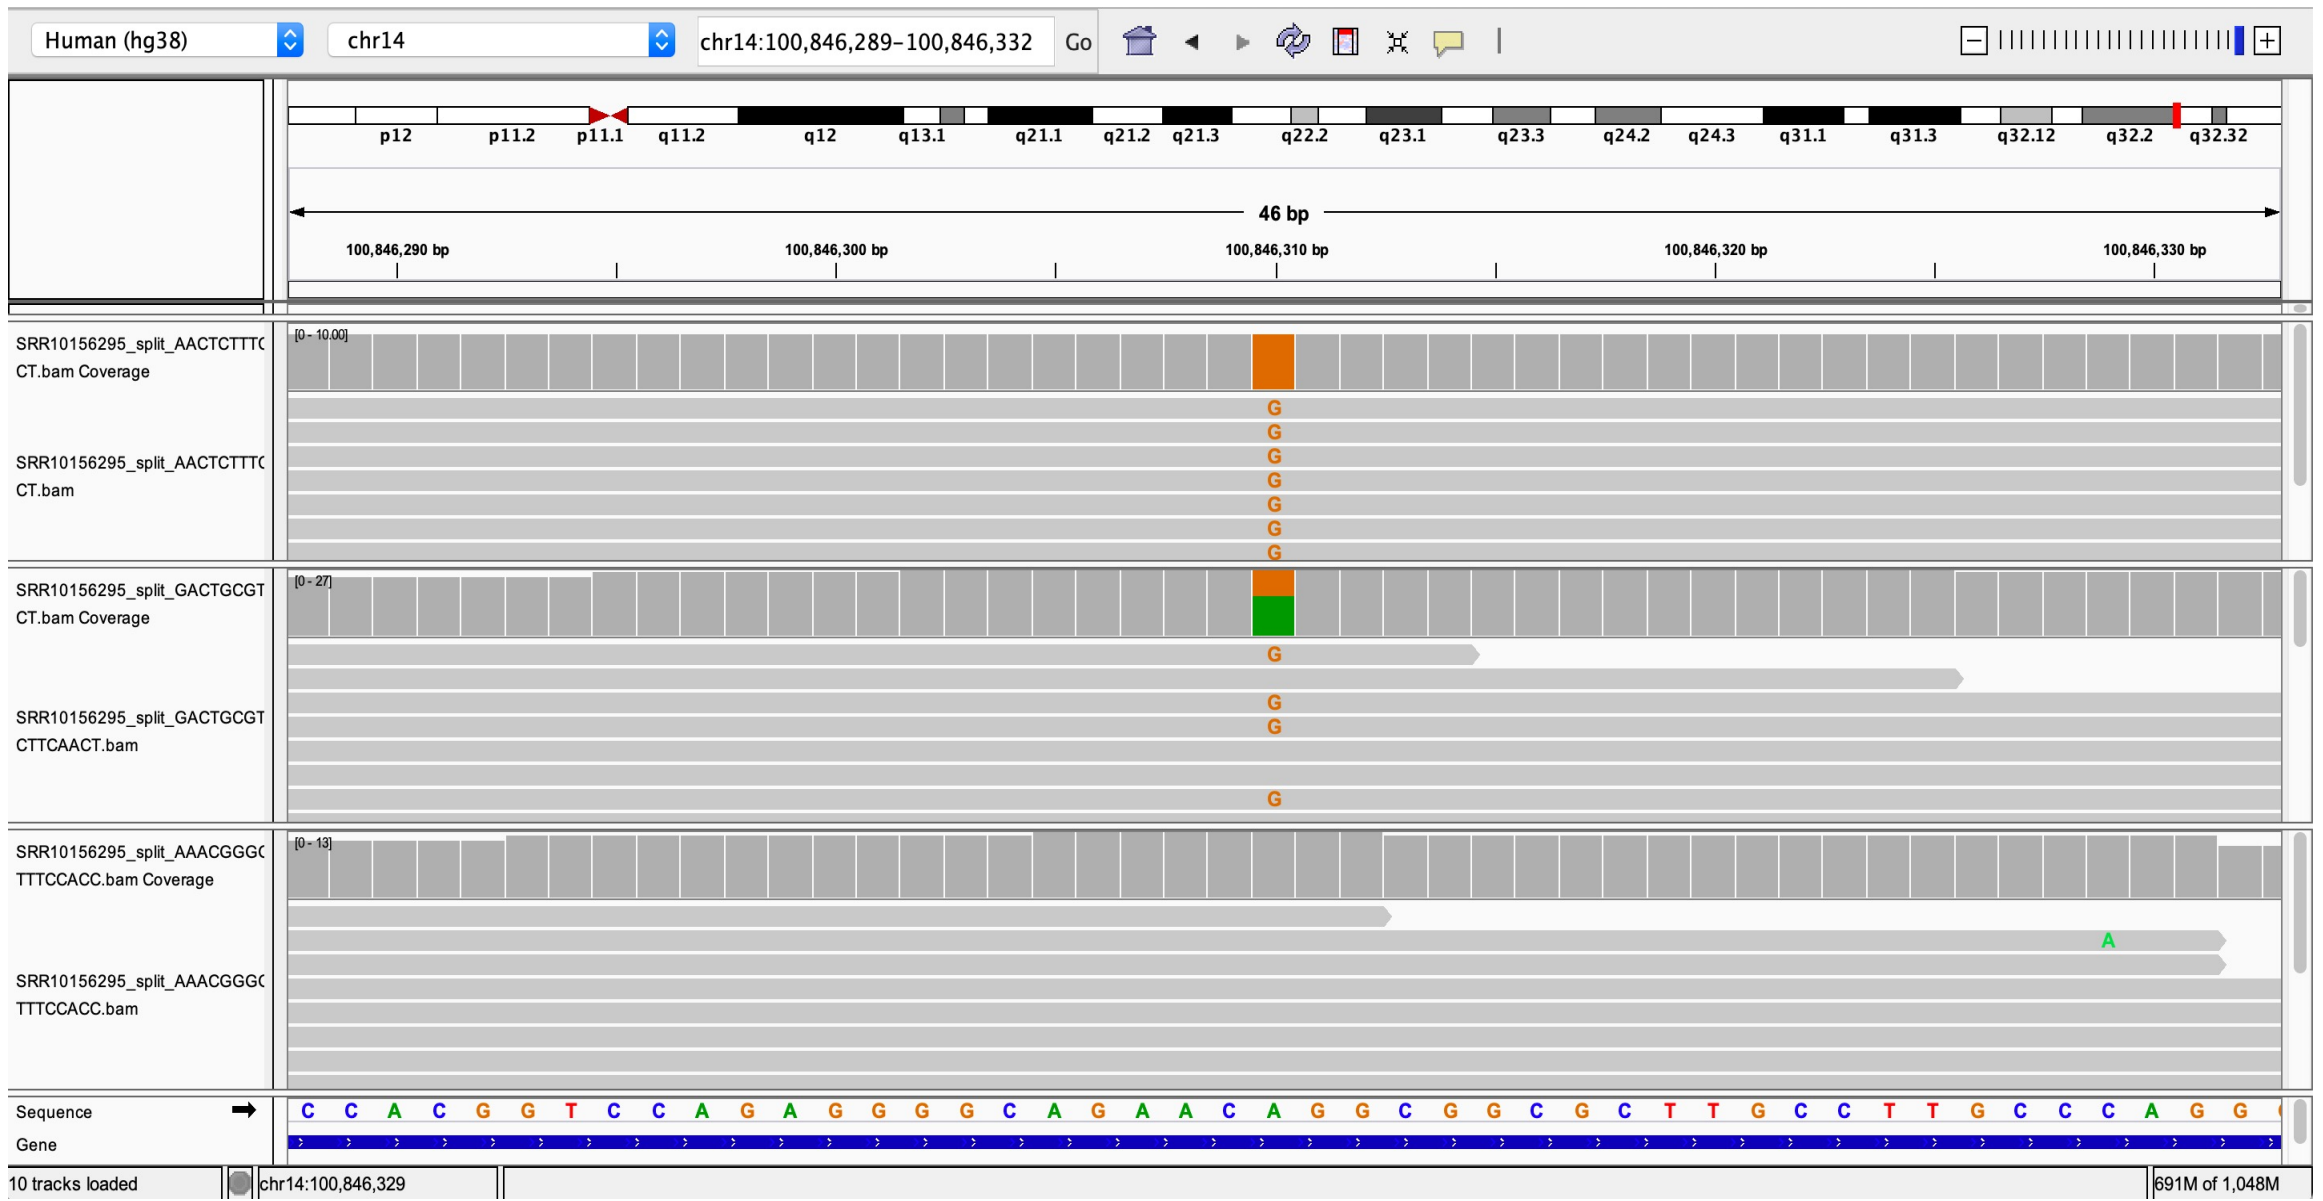 Human (hg38) chr14 chr14:100,846,289-100,846,332 Go
p12 p11.2 p11.1 q11.2 q12 q13.1 q21.1 q21.2 q21.3 q22.2 q23.1 q23.3 q24.2 q24.3 q31.1 q31.3 q32.12 q32.2 q32.32
46 bp
100,846,290 bp 100,846,300 bp 100,846,310 bp 100,846,320 bp 100,846,330 bp
[0 - 10.00]
SRR10156295_split_AACTCTTTC
CT.bam Coverage
G
G
G
SRR10156295_split_AACTCTTTC
G
CT.bam
G
G
G
[0 - 27]
SRR10156295_split_GACTGCGT
CT.bam Coverage
G
G
SRR10156295_split_GACTGCGT
G
CTTCAACT.bam
G
[0 - 13]
SRR10156295_split_AAACGGGC
TTTCCACC.bam Coverage
A
SRR10156295_split_AAACGGGC
TTTCCACC.bam
Sequence C C A C G G T C C A G A G G G G C A G A A C A G G C G G C G C T T G C C T T G C C C A G G
Gene
10 tracks loaded chr14:100,846,329 691M of 1,048M